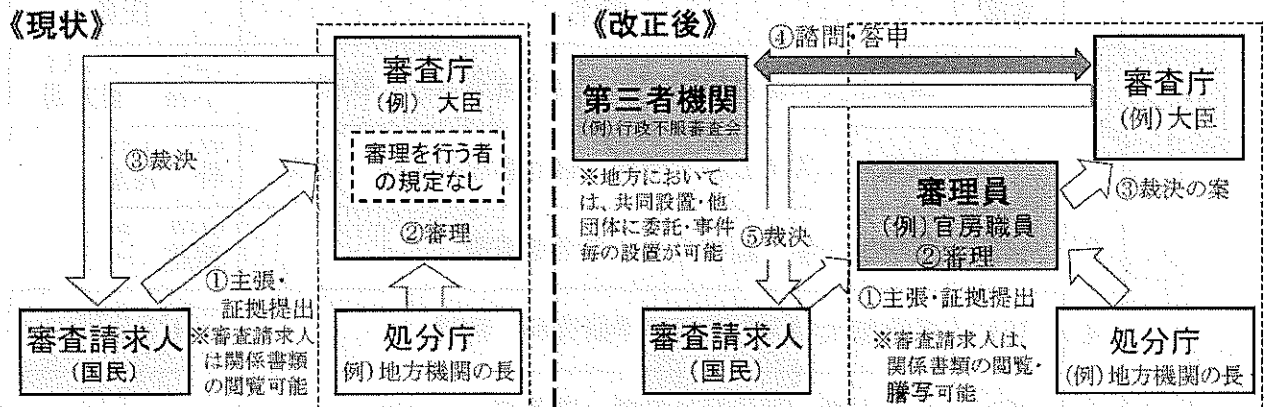 《現状》
審査庁
(例) 大臣
審理を行う者
の規定なし
②審理
③裁決
①主張・
証拠提出
※審査請求人
は関係書類
の閲覧可能
審査請求人
(国民)
処分庁
(例)地方機関の長
《改正後》
④諮問・答申
第三者機関
(例)行政不服審査会
※地方において
は、共同設置・他
団体に委託・事件
毎の設置が可能
審査庁
(例)大臣
③裁決の案
審理員
(例)官房職員
②審理
⑤裁決
①主張・証拠提出
※審査請求人は、
関係書類の閲覧・
謄写可能
審査請求人
(国民)
処分庁
(例)地方機関の長